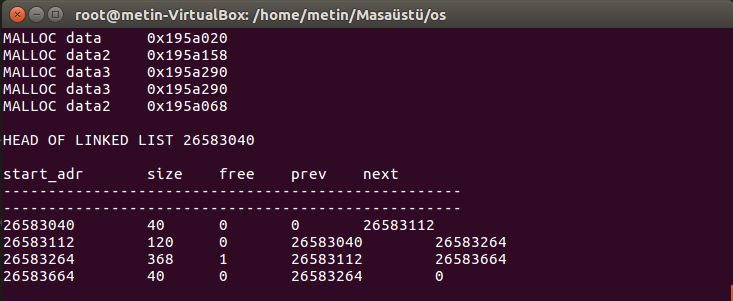 root@metin-VirtualBox: /home/metin/Masaüstü/os
MALLOC data 0x195a020
MALLOC data2 0x195a158
MALLOC data3 0x195a290
MALLOC data3 0x195a290
MALLOC data2 0x195a068
HEAD OF LINKED LIST 26583040
start_adr size free prev next
---------------------------------------------------
---------------------------------------------------
26583040 40 0 0 26583112
26583112 120 0 26583040 26583264
26583264 368 1 26583112 26583664
26583664 40 0 26583264 0